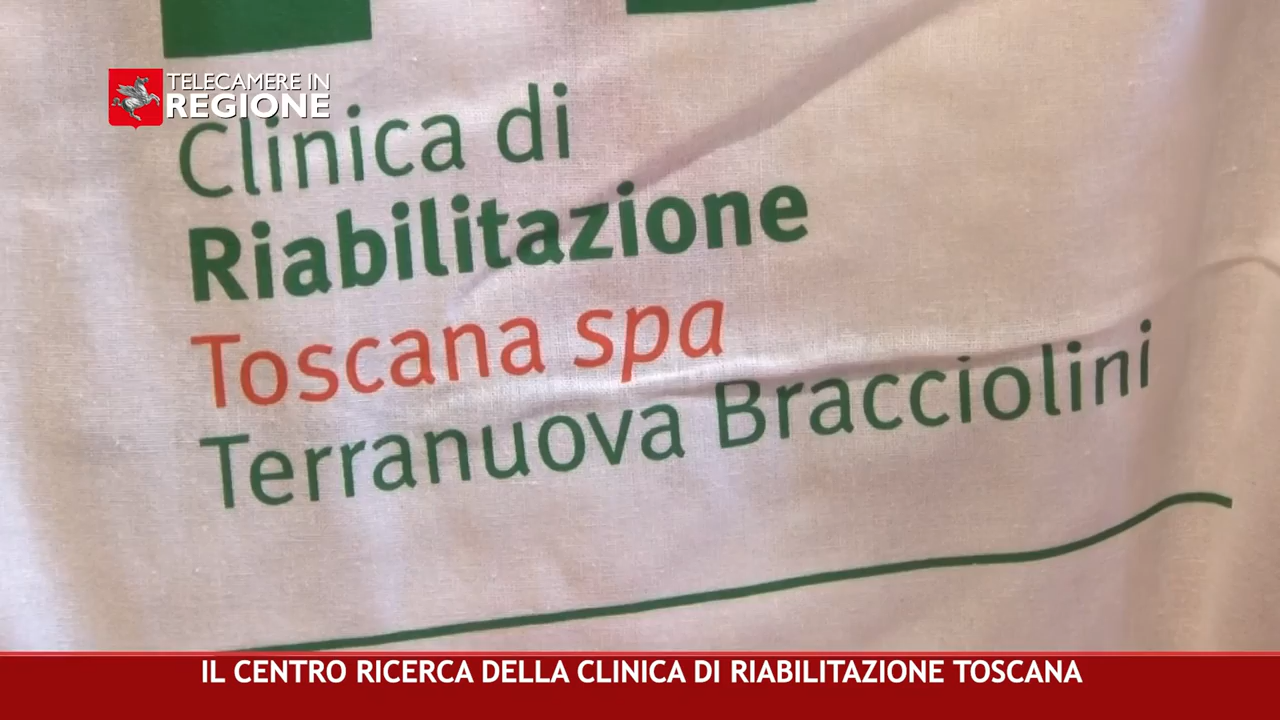 TELECAMERE IN
REGIONE
Clinica di
Riabilitazione
Toscana spa
Terranuova Bracciolini
IL CENTRO RICERCA DELLA CLINICA DI RIABILITAZIONE TOSCANA